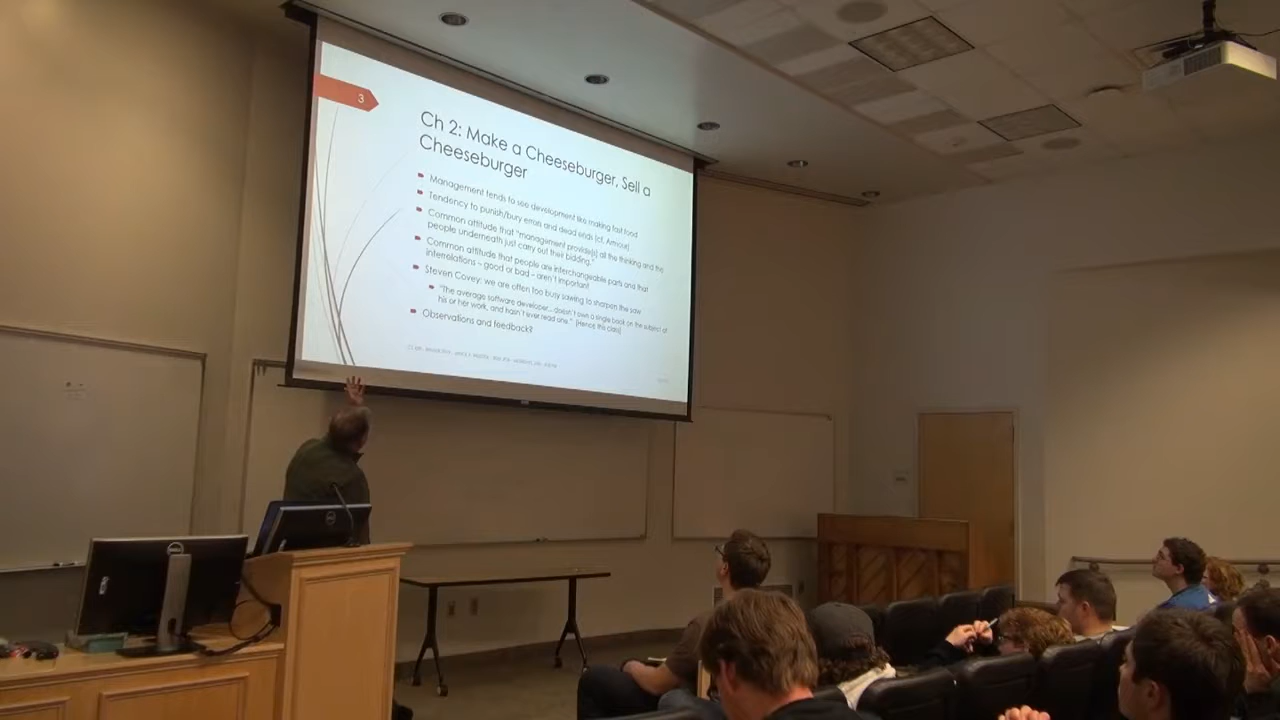 3
Ch 2: Make a Cheeseburger, Sell a
Cheeseburger
Management tends to see development like making fast food
Tendency to punish/bury errors and dead ends [cf. Armour]
Common attitude that "management provide[s] all the thinking and the
people underneath just carry out their bidding."
Common attitude that people are interchangeable parts and that
interrelations – good or bad – aren't important
Steven Covey: we are often too busy sawing to sharpen the saw
"The average software developer...doesn't own a single book on the subject of
his or her work, and hasn't ever read one." [Hence this class]
Observations and feedback?
DELL
DELL